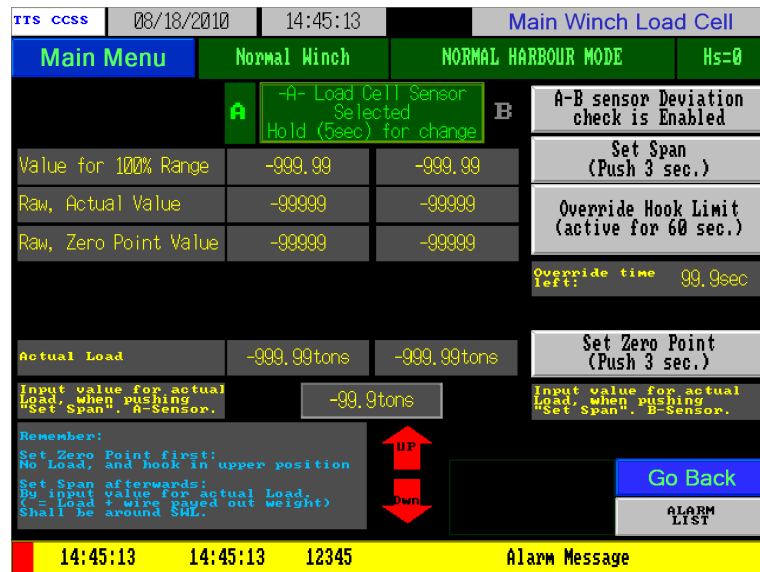 TTS CCSS 08/18/2010 14:45:13 Main Winch Load Cell
Main Menu Normal Winch NORMAL HARBOUR MODE Hs=0
A -A- Load Cell Sensor
Selected
Hold (5sec) for change
B
A-B sensor Deviation
check is Enabled
Value for 100% Range -999.99 -999.99
Set Span
(Push 3 sec.)
Raw, Actual Value -99999 -99999
Raw, Zero Point Value -99999 -99999
Override Hook Limit
(active for 60 sec.)
Override time
left:
99.9sec
Actual Load -999.99tons -999.99tons
Set Zero Point
(Push 3 sec.)
Input value for actual
Load, when pushing
"Set Span". A-Sensor.
-99.9tons
Input value for actual
Load, when pushing
"Set Span". B-Sensor.
Remember:
Set Zero Point first:
No Load, and hook in upper position
Set Span afterwards:
By input value for actual Load,
( = Load + wire payed out weight)
Shall be around SWL.
UP
Dwn
Go Back
ALARM
LIST
14:45:13 14:45:13 12345 Alarm Message